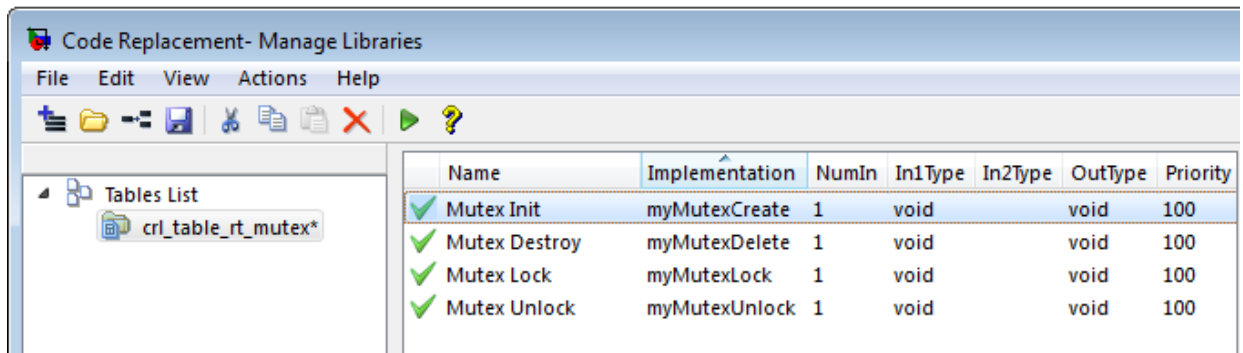 Code Replacement- Manage Libraries
File Edit View Actions Help
Name Implementation NumIn In1Type In2Type OutType Priority
Tables List
crl_table_rt_mutex*
Mutex Init myMutexCreate 1 void void 100
Mutex Destroy myMutexDelete 1 void void 100
Mutex Lock myMutexLock 1 void void 100
Mutex Unlock myMutexUnlock 1 void void 100